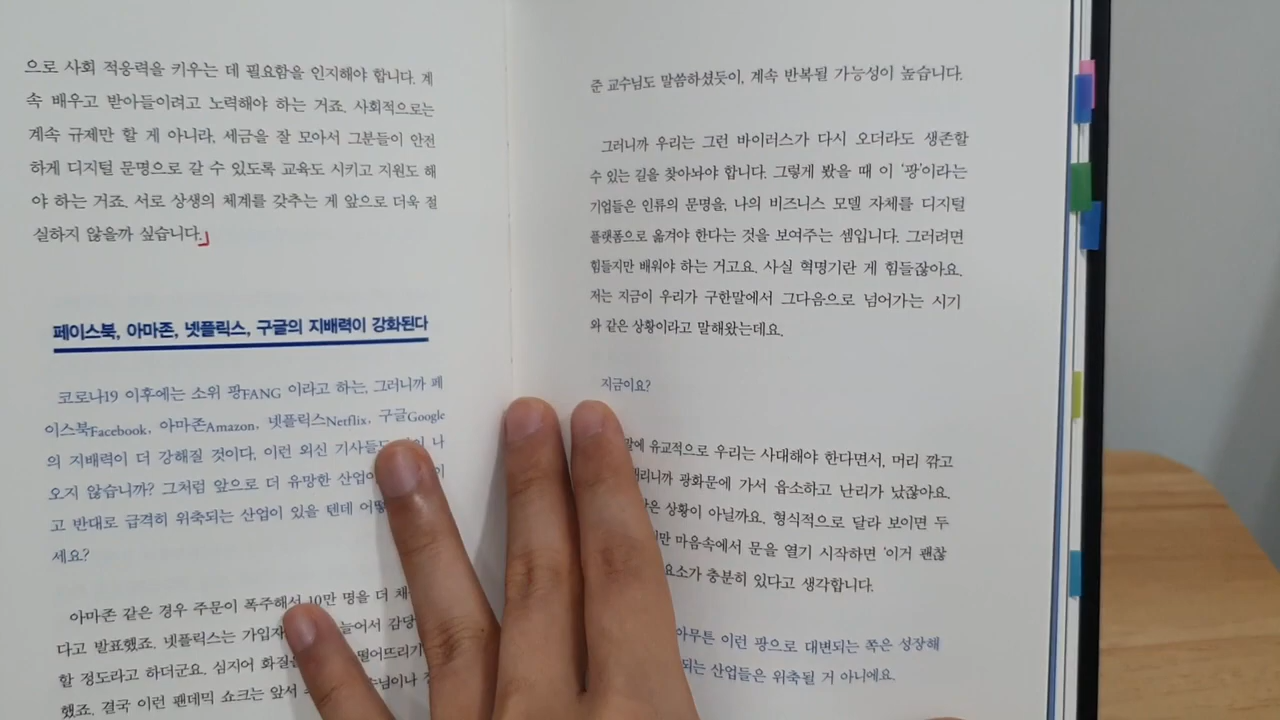 으로 사회 적응력을 키우는 데 필요함을 인지해야 합니다. 계
속 배우고 받아들이려고 노력해야 하는 거죠. 사회적으로는
계속 규제만 할 게 아니라, 세금을 잘 모아서 그분들이 안전
하게 디지털 문명으로 갈 수 있도록 교육도 시키고 지원도 해
야 하는 거죠. 서로 상생의 체계를 갖추는 게 앞으로 더욱 절
실하지 않을까 싶습니다.
페이스북, 아마존, 넷플릭스, 구글의 지배력이 강화된다
코로나19 이후에는 소위 팡FANG 이라고 하는, 그러니까 페
이스북Facebook, 아마존Amazon, 넷플릭스Netflix, 구글Google
의 지배력이 더 강해질 것이다, 이런 외신 기사들도 나
오지 않습니까? 그처럼 앞으로 더 유망한
고 반대로 급격히 위축되는 산업이 있을 텐데
세요?
아마존 같은 경우 주문이 폭주해서 10만 명을 더
다고 발표했죠. 넷플릭스는 늘어서
할 정도라고 하더군요. 심지어 떨어뜨리기
했죠. 결국 이런 팬데믹 쇼크는 앞서
준 교수님도 말씀하셨듯이, 계속 반복될 가능성이 높습니다.
그러니까 우리는 그런 바이러스가 다시 오더라도 생존할
수 있는 길을 찾아놔야 합니다. 그렇게 봤을 때 이 '팡'이라는
기업들은 인류의 문명을, 나의 비즈니스 모델 자체를 디지털
플랫폼으로 옮겨야 한다는 것을 보여주는 셈입니다. 그러려면
힘들지만 배워야 하는 거고요. 사실 혁명기란 게 힘들잖아요.
저는 지금이 우리가 구한말에서 그다음으로 넘어가는 시기
와 같은 상황이라고 말해왔는데요.
지금이요?
유교적으로 우리는 사대해야 한다면서, 머리 깎고
광화문에 가서 읍소하고 난리가 났잖아요.
상황이 아닐까요. 형식적으로 달라 보이면 두
마음속에서 문을 열기 시작하면 '이거 괜찮
요소가 충분히 있다고 생각합니다.
아무튼 이런 팡으로 대변되는 쪽은 성장해
되는 산업들은 위축될 거 아니에요.